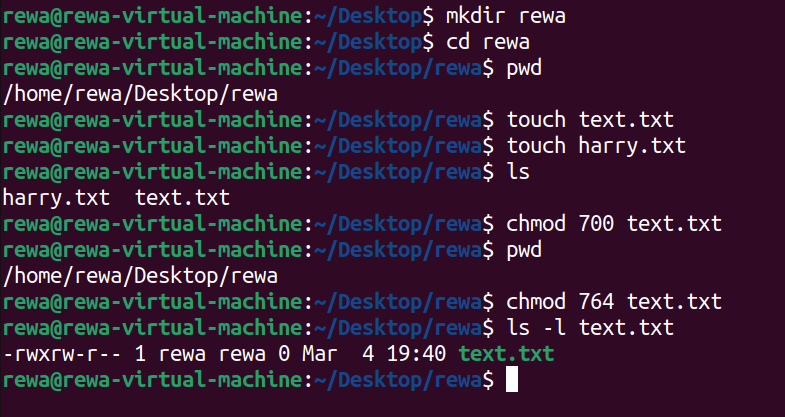 rewa@rewa-virtual-machine:~/Desktop$ mkdir rewa
rewa@rewa-virtual-machine:~/Desktop$ cd rewa
rewa@rewa-virtual-machine:~/Desktop/rewa$ pwd
/home/rewa/Desktop/rewa
rewa@rewa-virtual-machine:~/Desktop/rewa$ touch text.txt
rewa@rewa-virtual-machine:~/Desktop/rewa$ touch harry.txt
rewa@rewa-virtual-machine:~/Desktop/rewa$ ls
harry.txt  text.txt
rewa@rewa-virtual-machine:~/Desktop/rewa$ chmod 700 text.txt
rewa@rewa-virtual-machine:~/Desktop/rewa$ pwd
/home/rewa/Desktop/rewa
rewa@rewa-virtual-machine:~/Desktop/rewa$ chmod 764 text.txt
rewa@rewa-virtual-machine:~/Desktop/rewa$ ls -l text.txt
-rwxrw-r-- 1 rewa rewa 0 Mar  4 19:40 text.txt
rewa@rewa-virtual-machine:~/Desktop/rewa$